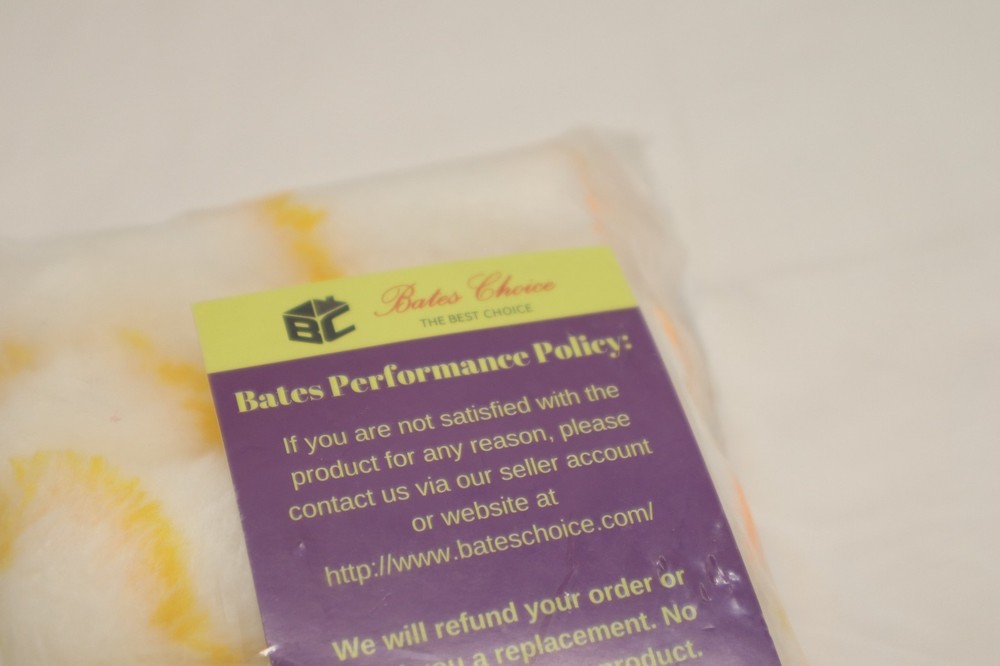 BC
Bates Choice
THE BEST CHOICE
Bates Performance Policy:
If you are not satisfied with the
product for any reason, please
contact us via our seller account
or website at
http://www.bateschoice.com/
We will refund your order or
you a replacement. No
product.